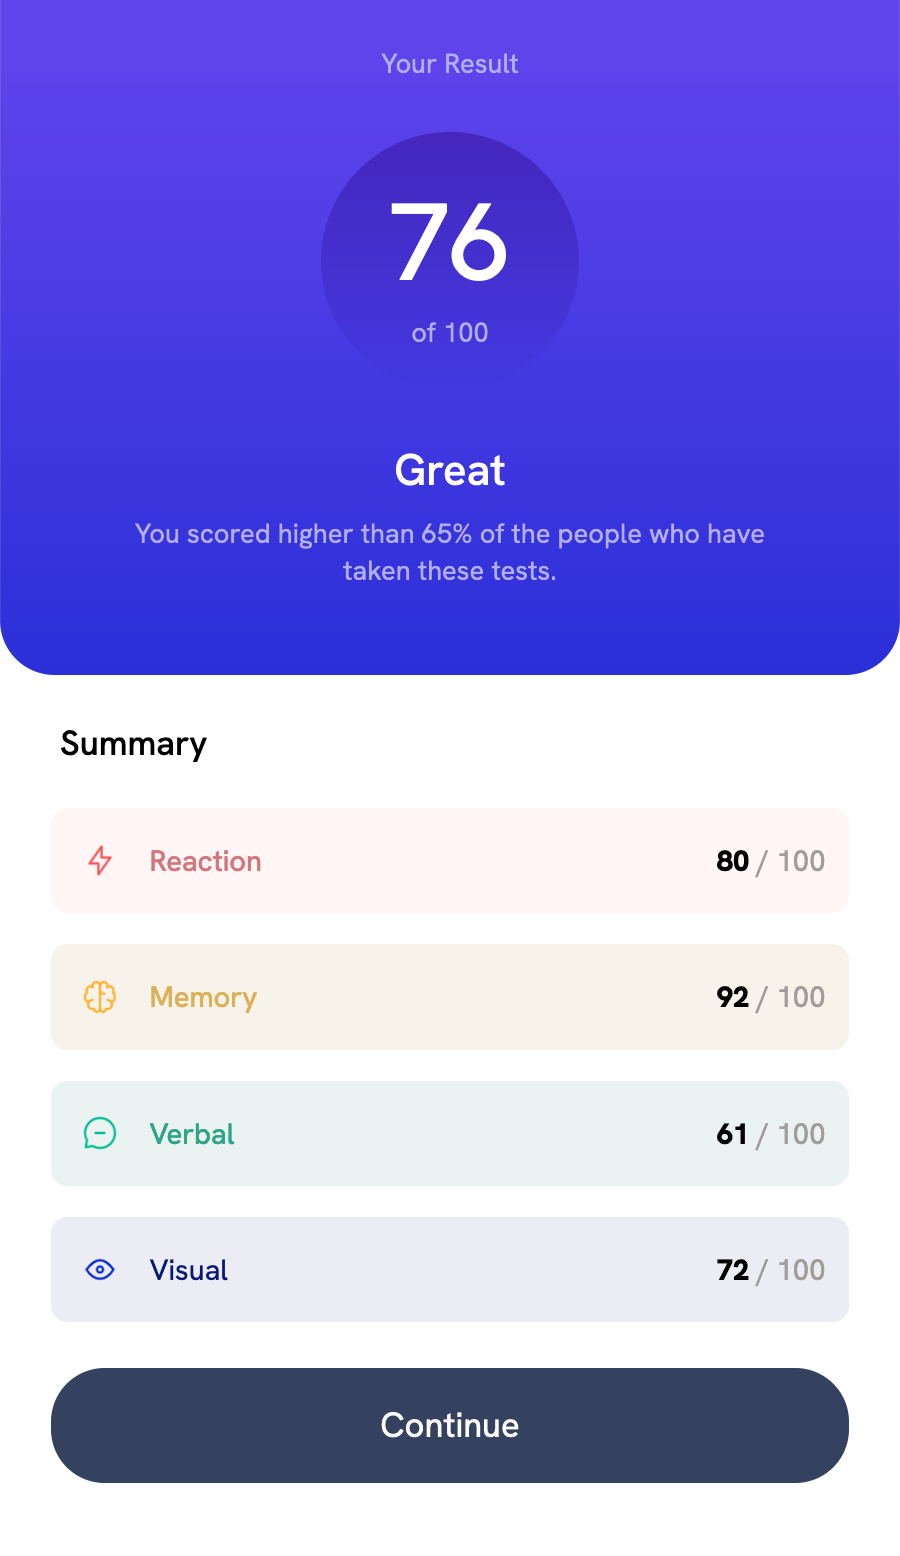 Your Result
76
of 100
Great
You scored higher than 65% of the people who have
taken these tests.
Summary
Reaction 80 / 100
Memory 92 / 100
Verbal 61 / 100
Visual 72 / 100
Continue